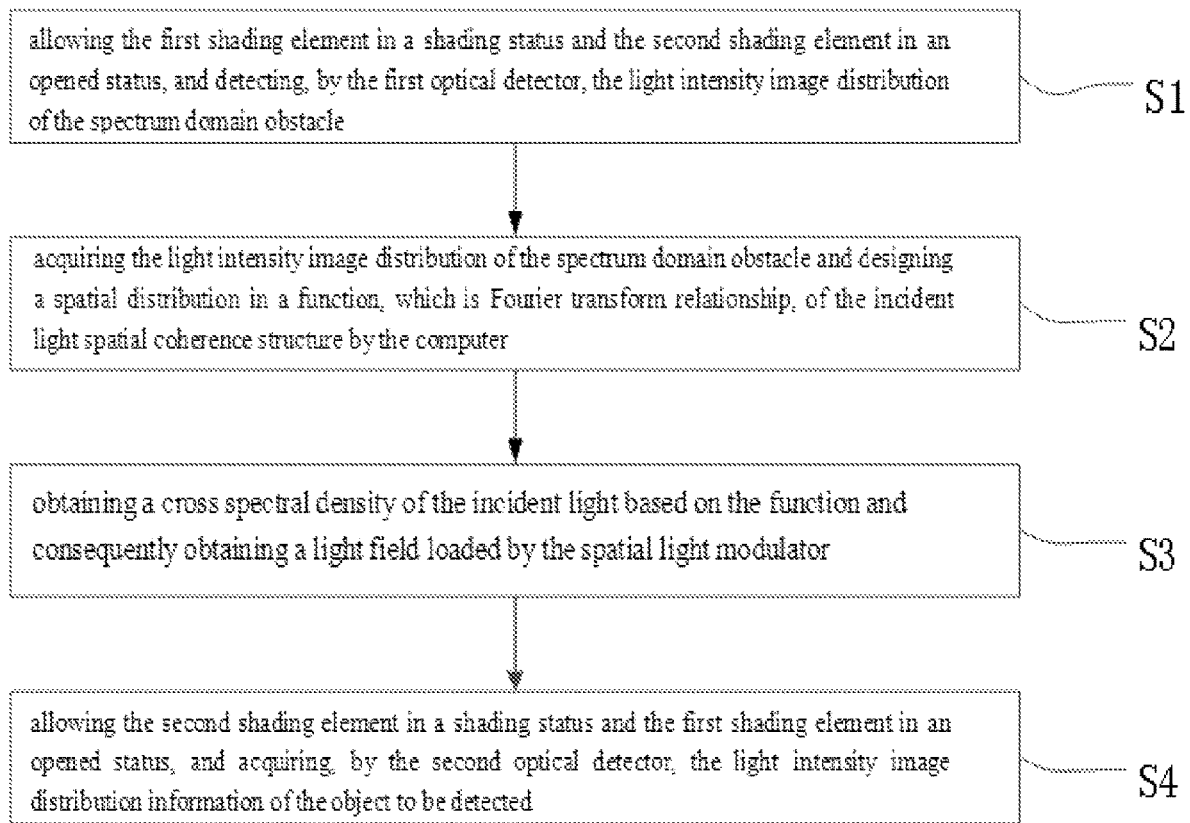 allowing the first shading element in a shading status and the second shading element in an
opened status, and detecting, by the first optical detector, the light intensity image distribution
of the spectrum domain obstacle
S1
acquiring the light intensity image distribution of the spectrum domain obstacle and designing
a spatial distribution in a function, which is Fourier transform relationship, of the incident
light spatial coherence structure by the computer
S2
obtaining a cross spectral density of the incident light based on the function and
consequently obtaining a light field loaded by the spatial light modulator
S3
allowing the second shading element in a shading status and the first shading element in an
opened status, and acquiring, by the second optical detector, the light intensity image
distribution information of the object to be detected
S4